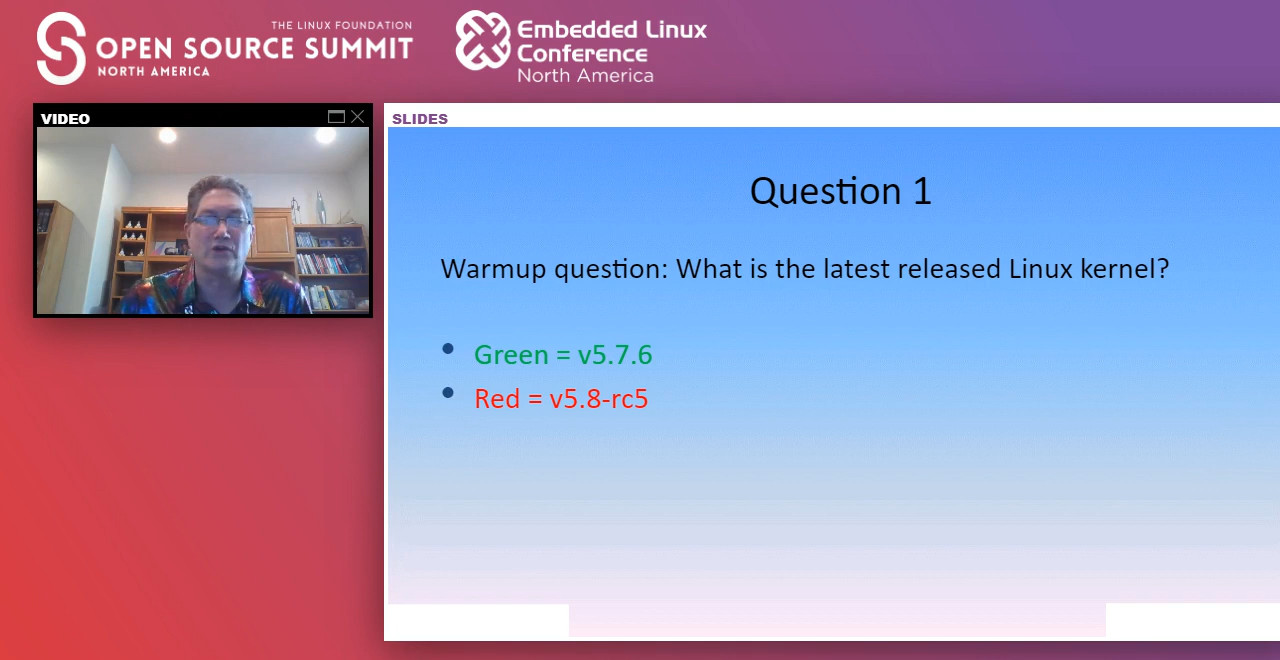 THE LINUX FOUNDATION
OPEN SOURCE SUMMIT
NORTH AMERICA
Embedded Linux
Conference
North America
VIDEO
SLIDES
Question 1
Warmup question: What is the latest released Linux kernel?
• Green = v5.7.6
• Red = v5.8-rc5